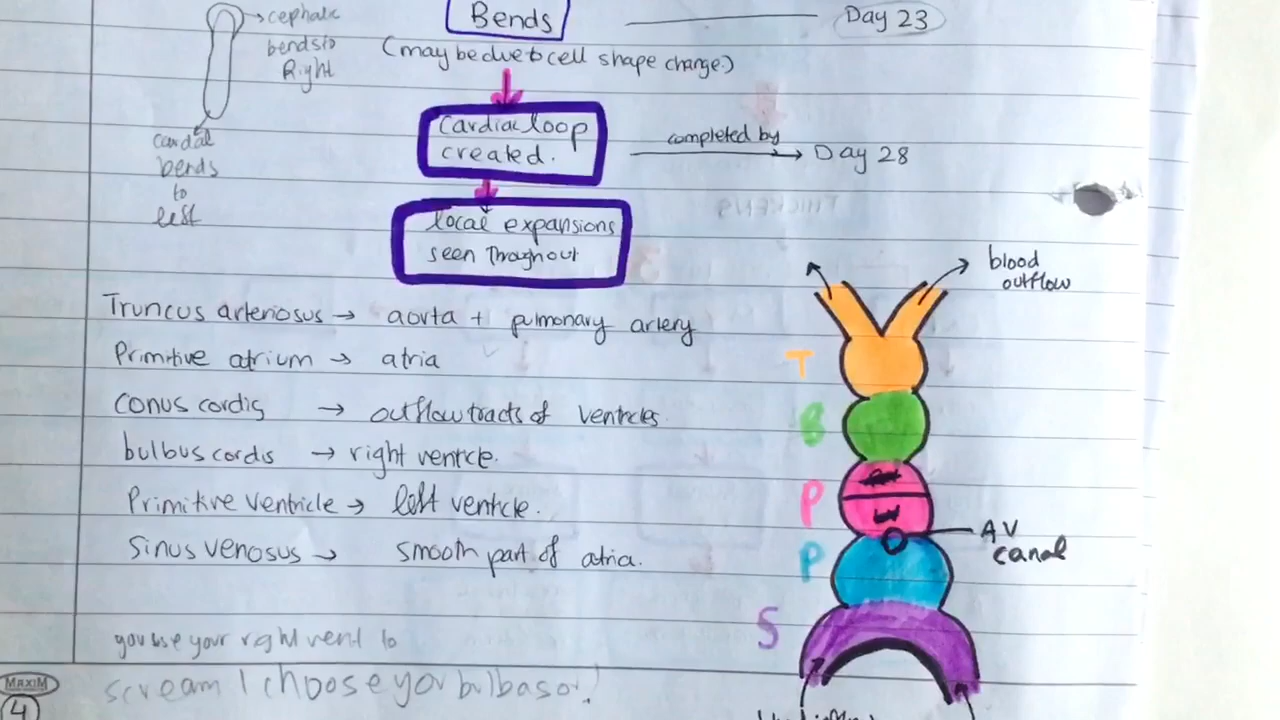 cephalic
bends to
Right
caudal
bends
to
left
Bends
Day 23
(may be due to cell shape change)
cardiac loop
created.
completed by
Day 28
local expansions
seen Throughout
THICKENS
blood
outflow
Truncus arteriosus → aorta + pulmonary artery
Primitive atrium → atria
conus cordis → outflow tracts of ventricles.
bulbus cordis → right ventricle.
Primitive ventricle → left ventricle.
Sinus venosus → smooth part of atria.
T
B
P
P
S
AV
canal
you use your right vent to
scream I choose you bulbasor!
MAXIM
4